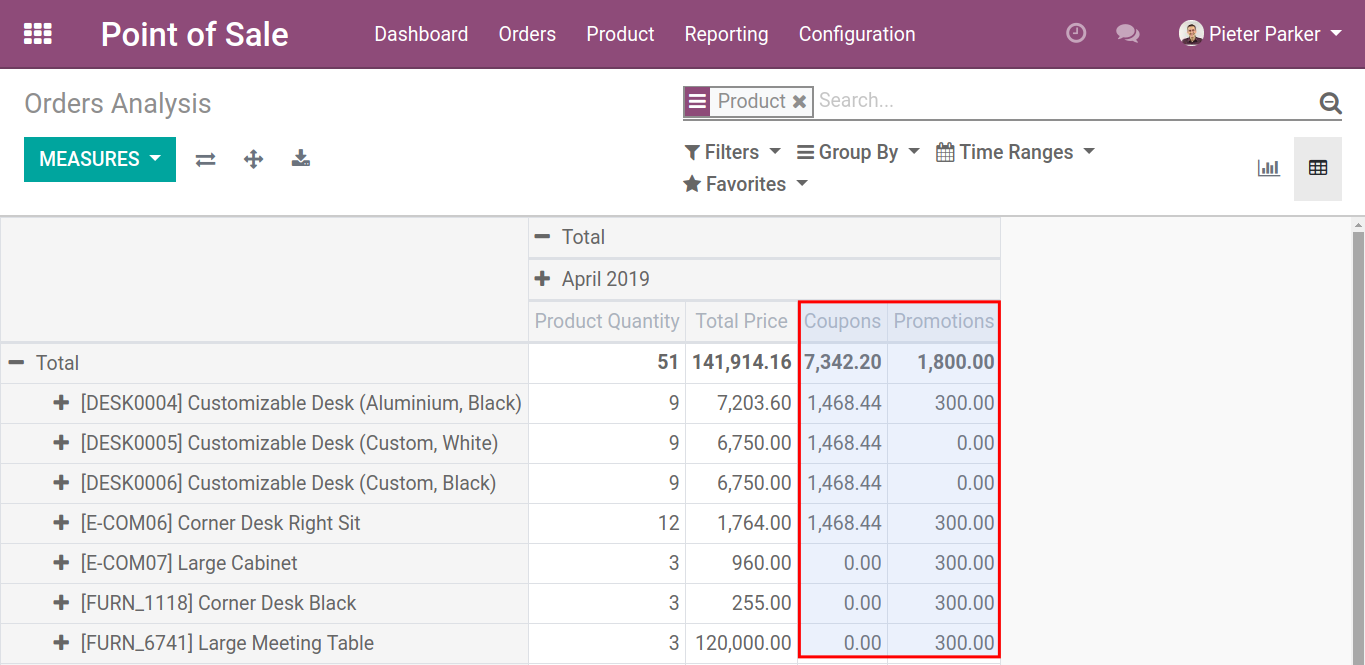 Point of Sale Dashboard Orders Product Reporting Configuration Pieter Parker
Orders Analysis Product Search...
MEASURES Filters Group By Time Ranges
Favorites
Total
April 2019
Product Quantity Total Price Coupons Promotions
Total 51 141,914.16 7,342.20 1,800.00
[DESK0004] Customizable Desk (Aluminium, Black) 9 7,203.60 1,468.44 300.00
[DESK0005] Customizable Desk (Custom, White) 9 6,750.00 1,468.44 0.00
[DESK0006] Customizable Desk (Custom, Black) 9 6,750.00 1,468.44 0.00
[E-COM06] Corner Desk Right Sit 12 1,764.00 1,468.44 300.00
[E-COM07] Large Cabinet 3 960.00 0.00 300.00
[FURN_1118] Corner Desk Black 3 255.00 0.00 300.00
[FURN_6741] Large Meeting Table 3 120,000.00 0.00 300.00